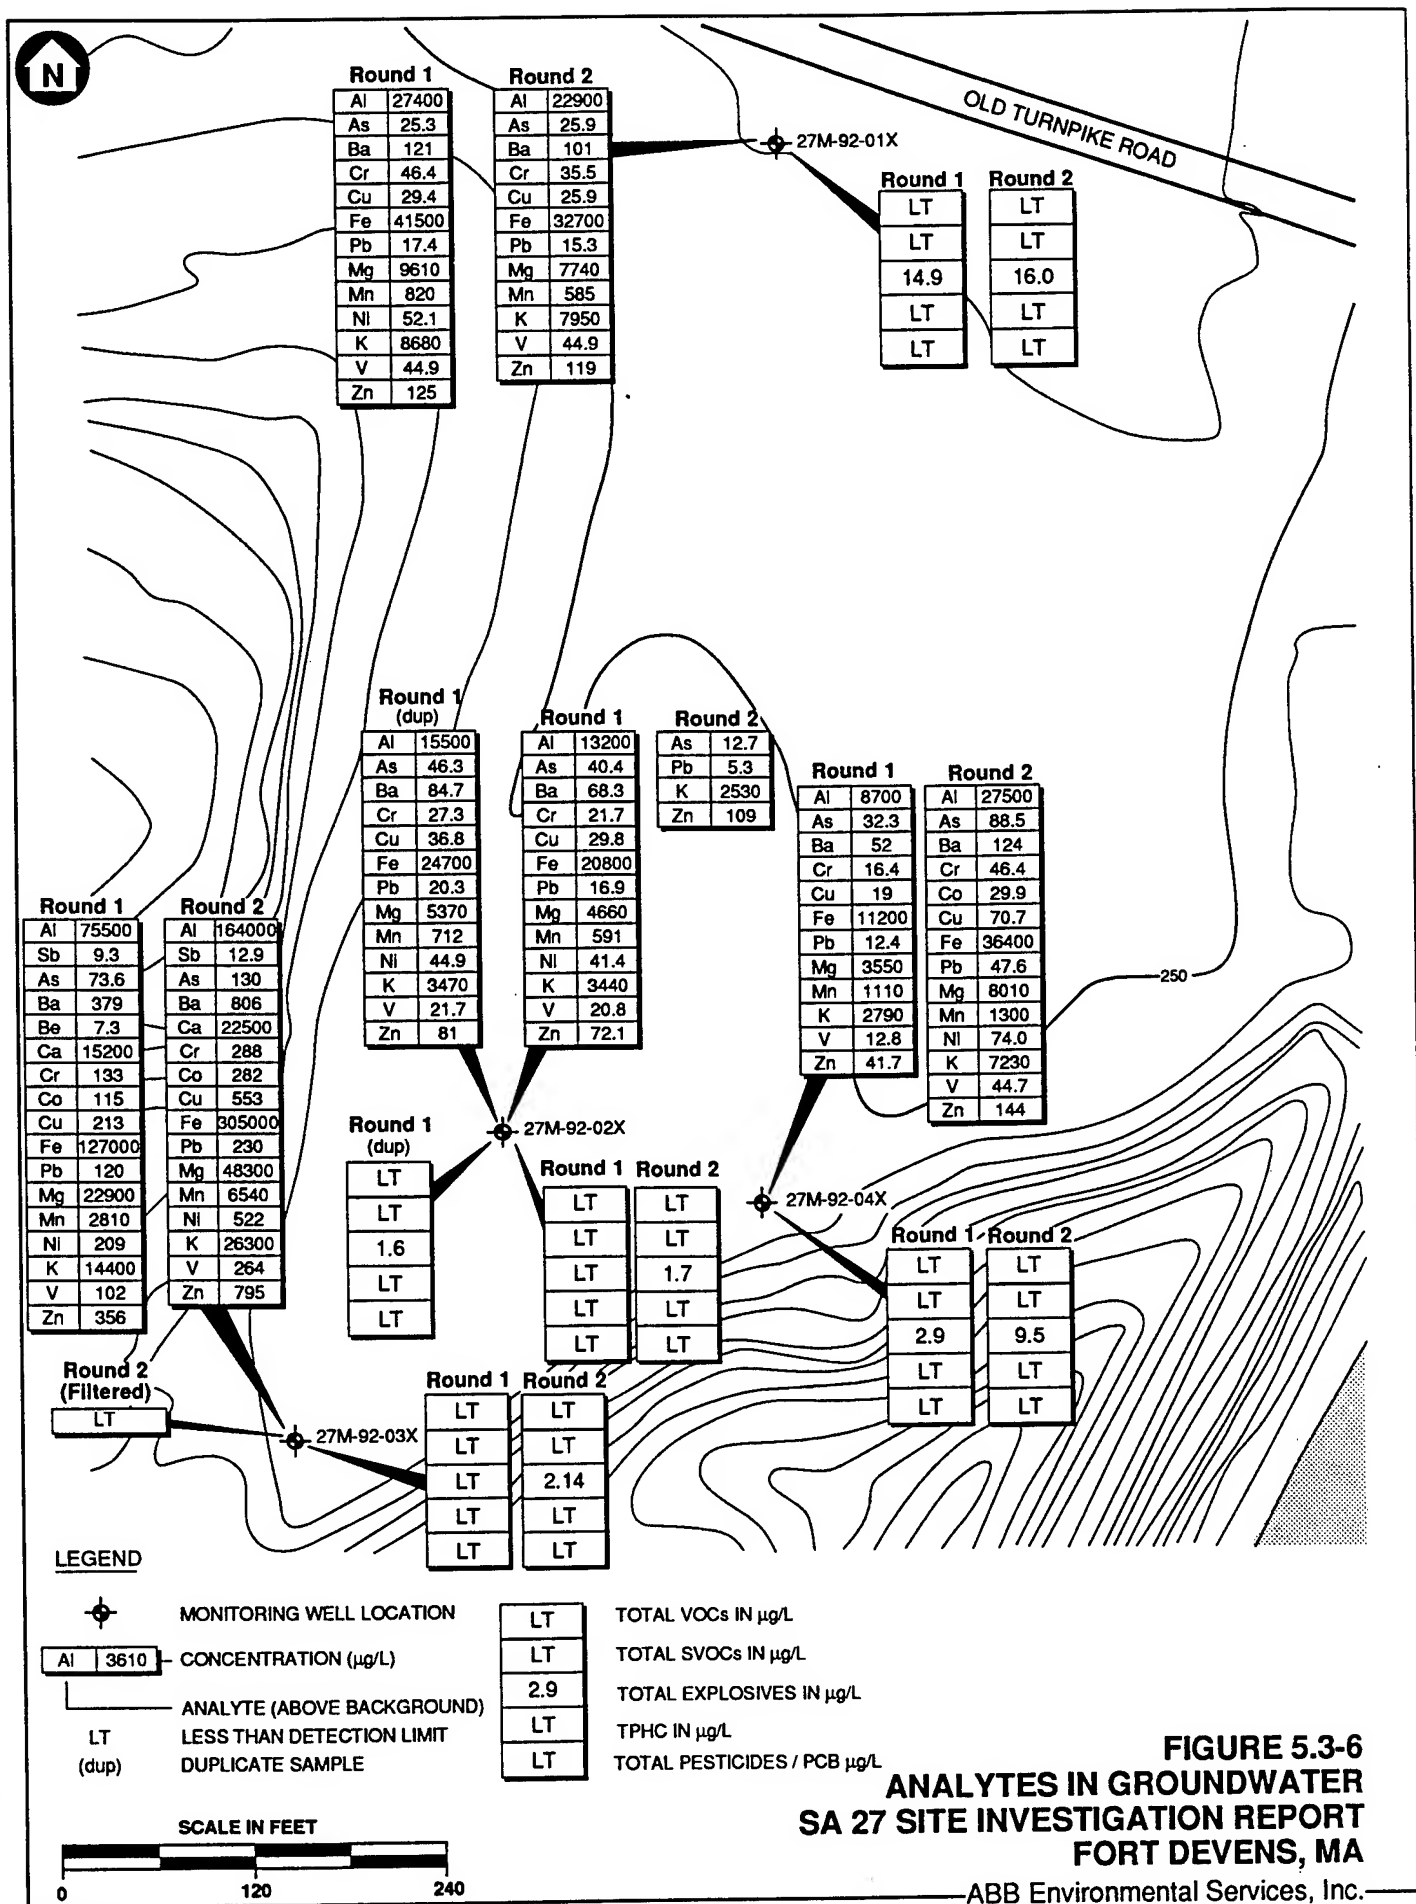 N
Round 1
Al 27400
As 25.3
Ba 121
Cr 46.4
Cu 29.4
Fe 41500
Pb 17.4
Mg 9610
Mn 820
NI 52.1
K 8680
V 44.9
Zn 125
Round 2
Al 22900
As 25.9
Ba 101
Cr 35.5
Cu 25.9
Fe 32700
Pb 15.3
Mg 7740
Mn 585
K 7950
V 44.9
Zn 119
27M-92-01X
OLD TURNPIKE ROAD
Round 1
LT
LT
14.9
LT
LT
Round 2
LT
LT
16.0
LT
LT
Round 1
(dup)
Al 15500
As 46.3
Ba 84.7
Cr 27.3
Cu 36.8
Fe 24700
Pb 20.3
Mg 5370
Mn 712
Ni 44.9
K 3470
V 21.7
Zn 81
Round 1
Al 13200
As 40.4
Ba 68.3
Cr 21.7
Cu 29.8
Fe 20800
Pb 16.9
Mg 4660
Mn 591
NI 41.4
K 3440
V 20.8
Zn 72.1
Round 2
As 12.7
Pb 5.3
K 2530
Zn 109
Round 1
Al 8700
As 32.3
Ba 52
Cr 16.4
Cu 19
Fe 11200
Pb 12.4
Mg 3550
Mn 1110
K 2790
V 12.8
Zn 41.7
Round 2
Al 27500
As 88.5
Ba 124
Cr 46.4
Co 29.9
Cu 70.7
Fe 36400
Pb 47.6
Mg 8010
Mn 1300
NI 74.0
K 7230
V 44.7
Zn 144
250
Round 1
Al 75500
Sb 9.3
As 73.6
Ba 379
Be 7.3
Ca 15200
Cr 133
Co 115
Cu 213
Fe 127000
Pb 120
Mg 22900
Mn 2810
Ni 209
K 14400
V 102
Zn 356
Round 2
Al 164000
Sb 12.9
As 130
Ba 806
Ca 22500
Cr 288
Co 282
Cu 553
Fe 305000
Pb 230
Mg 48300
Mn 6540
Ni 522
K 26300
V 264
Zn 795
27M-92-02X
Round 1
(dup)
LT
LT
1.6
LT
LT
Round 1
LT
LT
LT
LT
LT
Round 2
LT
LT
1.7
LT
LT
27M-92-04X
Round 1
LT
LT
2.9
LT
LT
Round 2
LT
LT
9.5
LT
LT
Round 2
(Filtered)
LT
27M-92-03X
Round 1
LT
LT
LT
LT
LT
Round 2
LT
LT
2.14
LT
LT
LEGEND
MONITORING WELL LOCATION
Al 3610 CONCENTRATION (µg/L)
ANALYTE (ABOVE BACKGROUND)
LT LESS THAN DETECTION LIMIT
(dup) DUPLICATE SAMPLE
LT TOTAL VOCs IN µg/L
LT TOTAL SVOCs IN µg/L
2.9 TOTAL EXPLOSIVES IN µg/L
LT TPHC IN µg/L
LT TOTAL PESTICIDES / PCB µg/L
SCALE IN FEET
0 120 240
FIGURE 5.3-6
ANALYTES IN GROUNDWATER
SA 27 SITE INVESTIGATION REPORT
FORT DEVENS, MA
ABB Environmental Services, Inc.